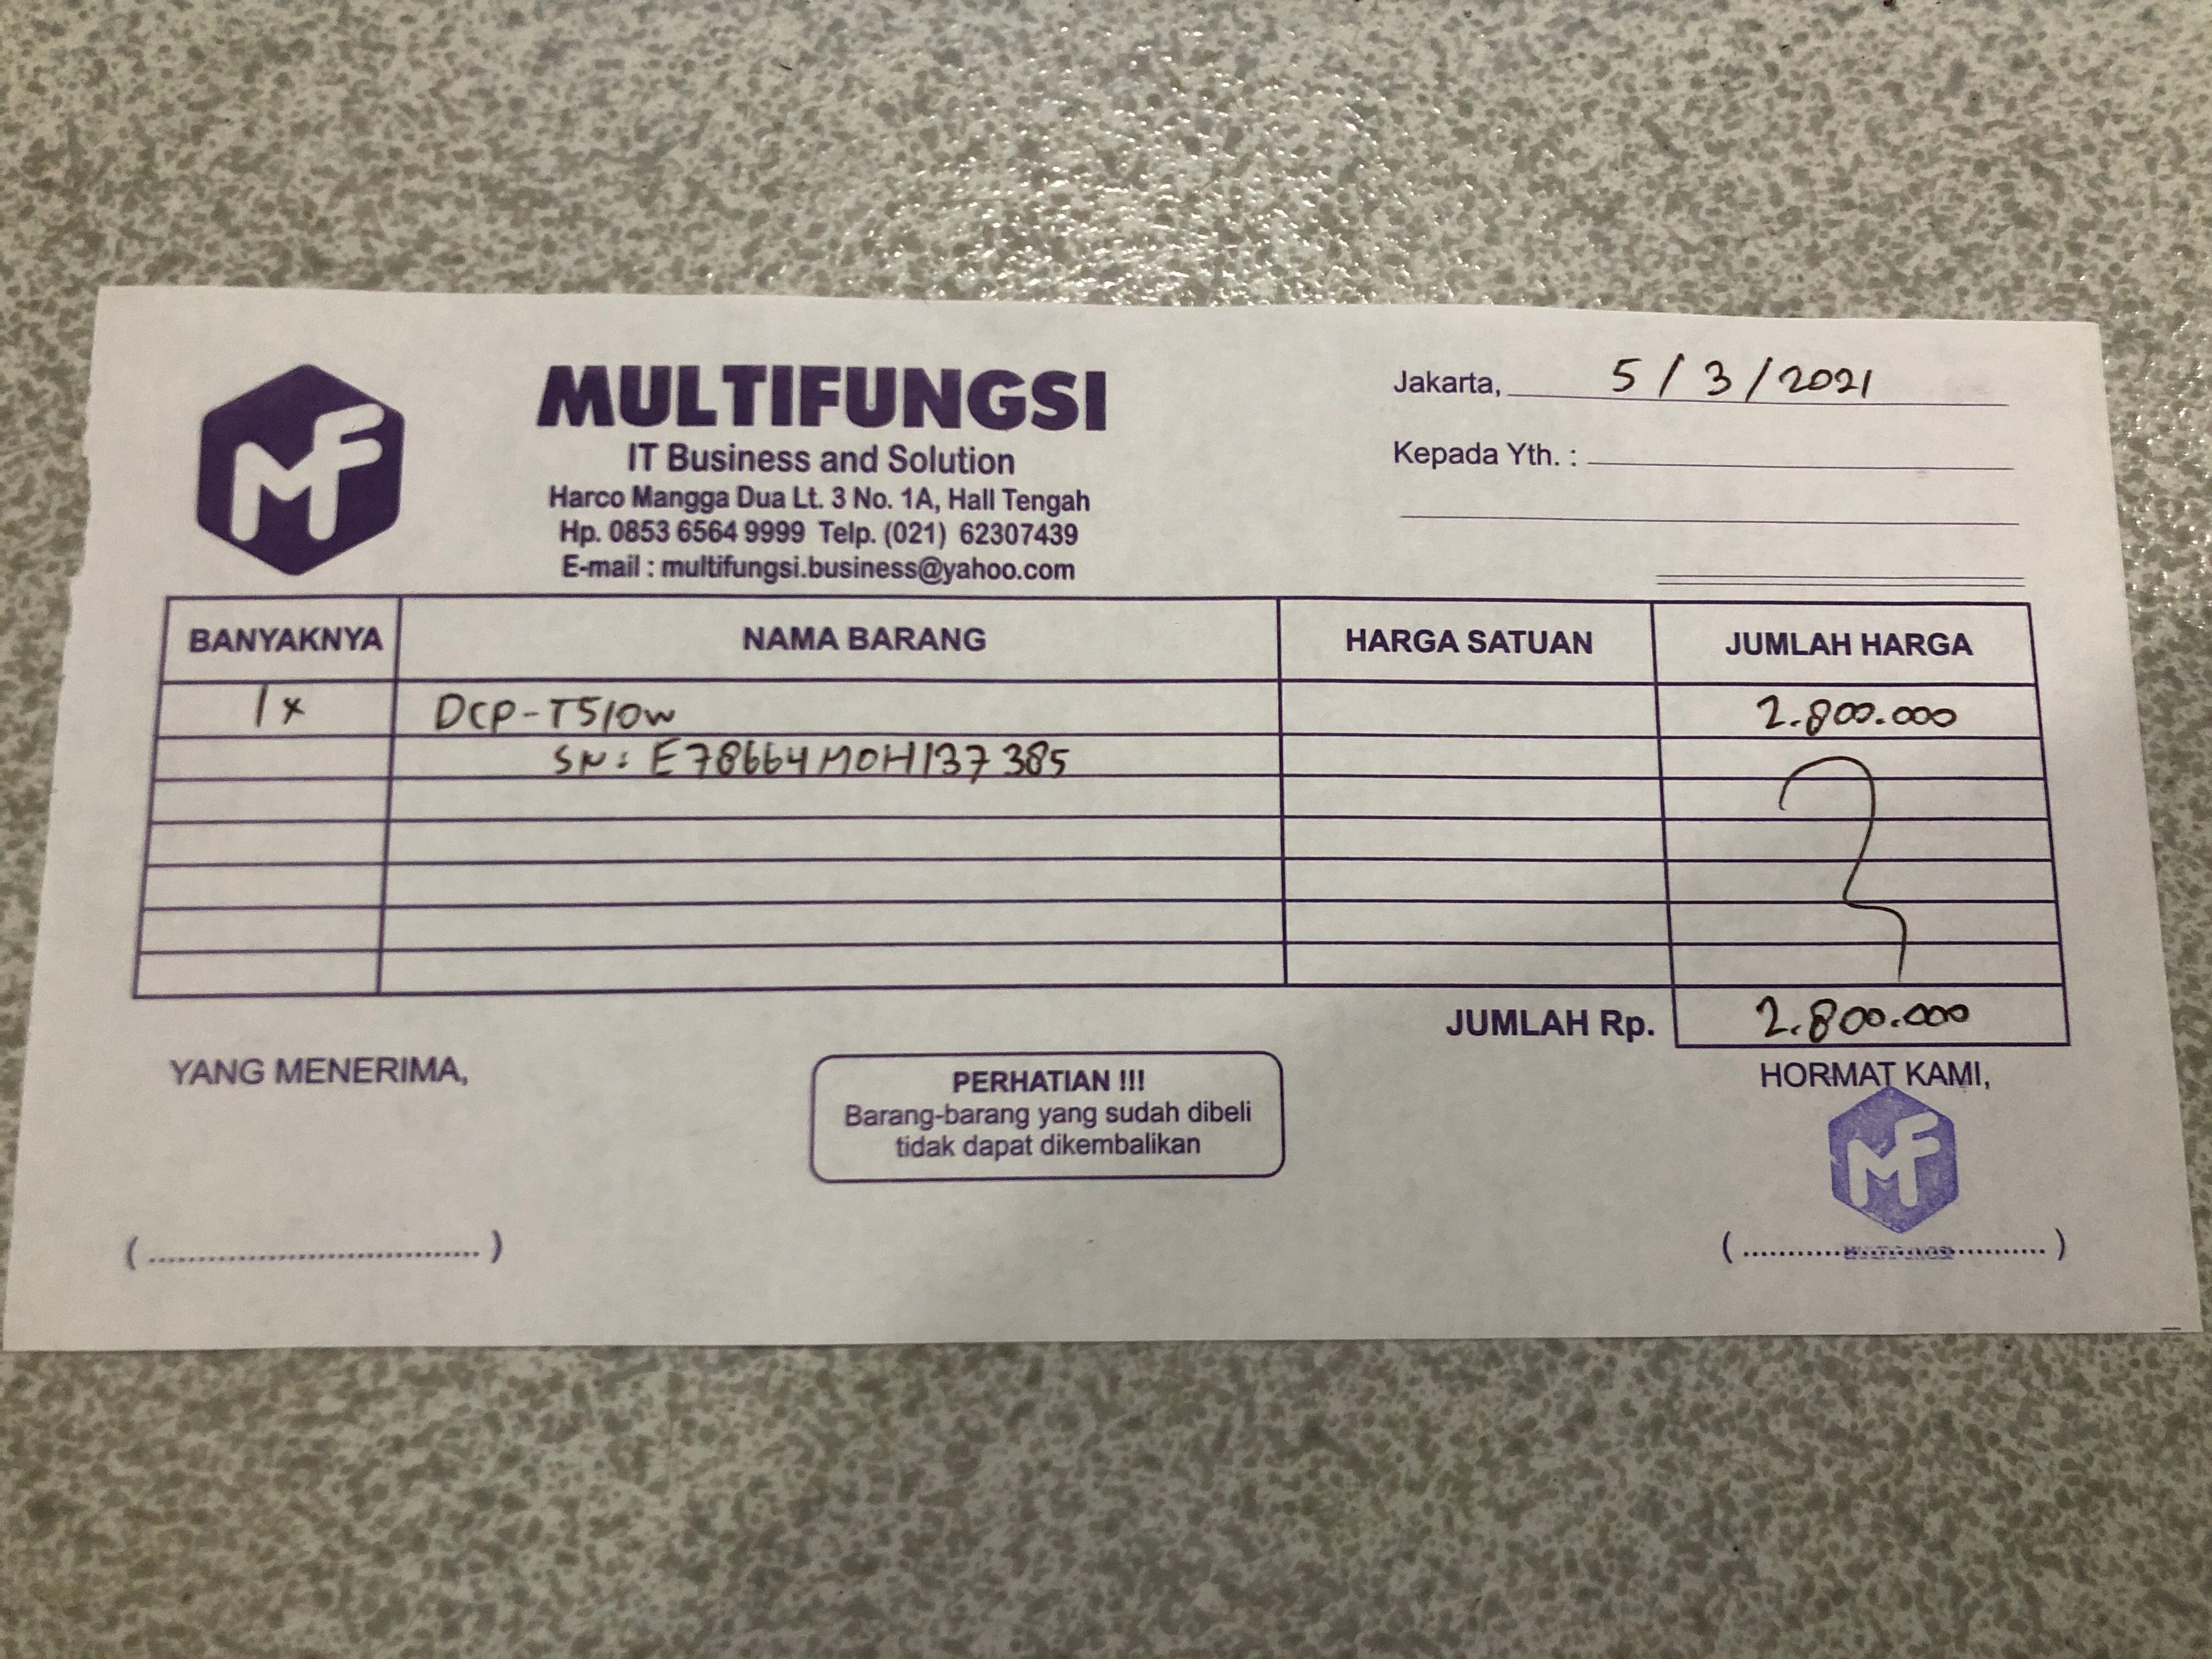 MF
MULTIFUNGSI
IT Business and Solution
Harco Mangga Dua Lt. 3 No. 1A, Hall Tengah
Hp. 0853 6564 9999 Telp. (021) 62307439
E-mail : multifungsi.business@yahoo.com
Jakarta, 5 / 3 / 2021
Kepada Yth. :
BANYAKNYA NAMA BARANG HARGA SATUAN JUMLAH HARGA
1x DCP-T510W 2.800.000
SN: E78664M0H137385
JUMLAH Rp. 2.800.000
YANG MENERIMA,
PERHATIAN !!!
Barang-barang yang sudah dibeli
tidak dapat dikembalikan
HORMAT KAMI,
MF
MULTIFUNGSI